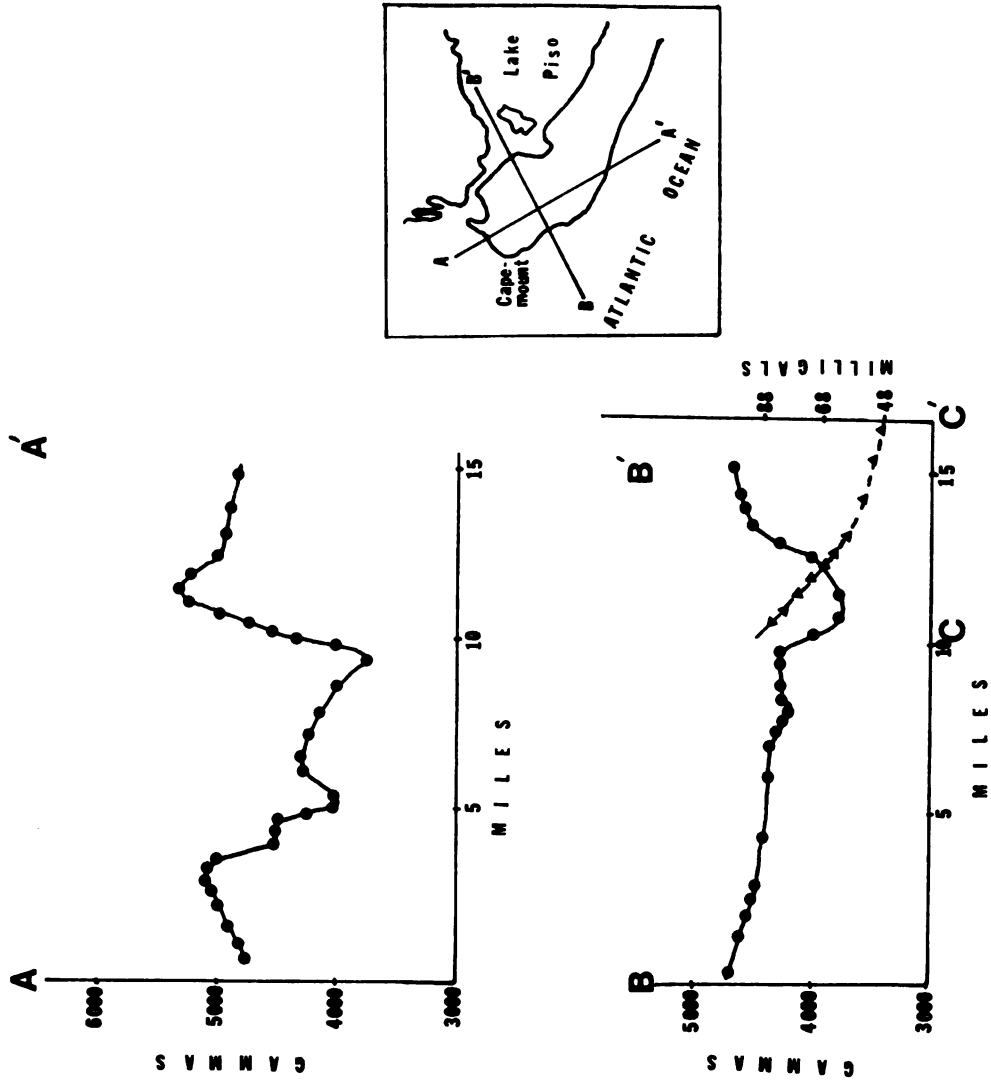 A
A'
6000
5000
4000
3000
GAMMAS
5
10
15
MILES
B
B'
5000
4000
3000
GAMMAS
5
10
15
MILES
C
C'
88
68
48
MILLIGALS
A
A'
B
B'
Cape-
mount
Lake
Piso
ATLANTIC OCEAN